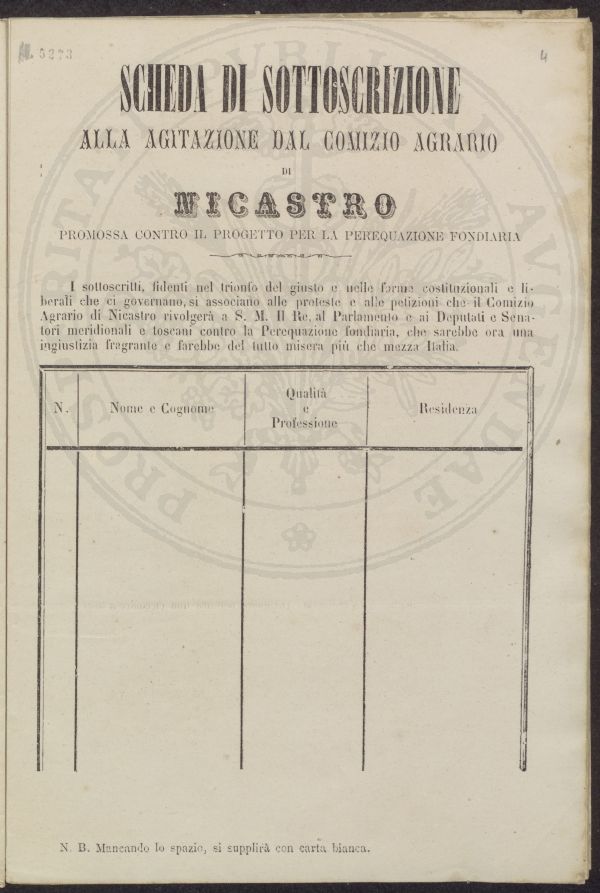 5273
4
SCHEDA DI SOTTOSCRIZIONE
ALLA AGITAZIONE DAL COMIZIO AGRARIO
DI
NICASTRO
PROMOSSA CONTRO IL PROGETTO PER LA PEREQUAZIONE FONDIARIA
I sottoscritti, fidenti nel trionfo del giusto e nelle forme costituzionali e li-
berali che ci governano, si associano alle proteste e alle petizioni che il Comizio
Agrario di Nicastro rivolgerà a S. M. Il Re, al Parlamento e ai Deputati e Sena-
tori meridionali e toscani contro la Perequazione fondiaria, che sarebbe ora una
ingiustizia fragrante e farebbe del tutto misera più che mezza Italia.
N.
Nome e Cognome
Qualità
e
Professione
Residenza
N. B. Mancando lo spazio, si supplirà con carta bianca.
PROSPERITATI PUBLICAE AUGENDAE